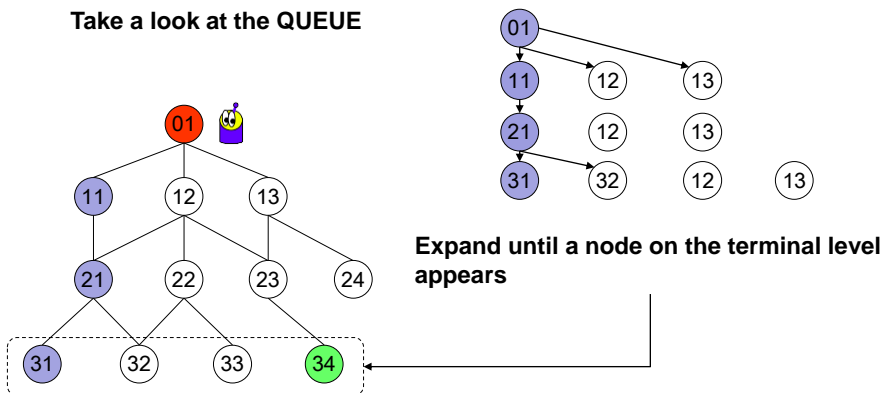 Take a look at the QUEUE
01
11 12 13
21 12 13
31 32 12 13
01
11 12 13
21 22 23 24
31 32 33 34
Expand until a node on the terminal level
appears